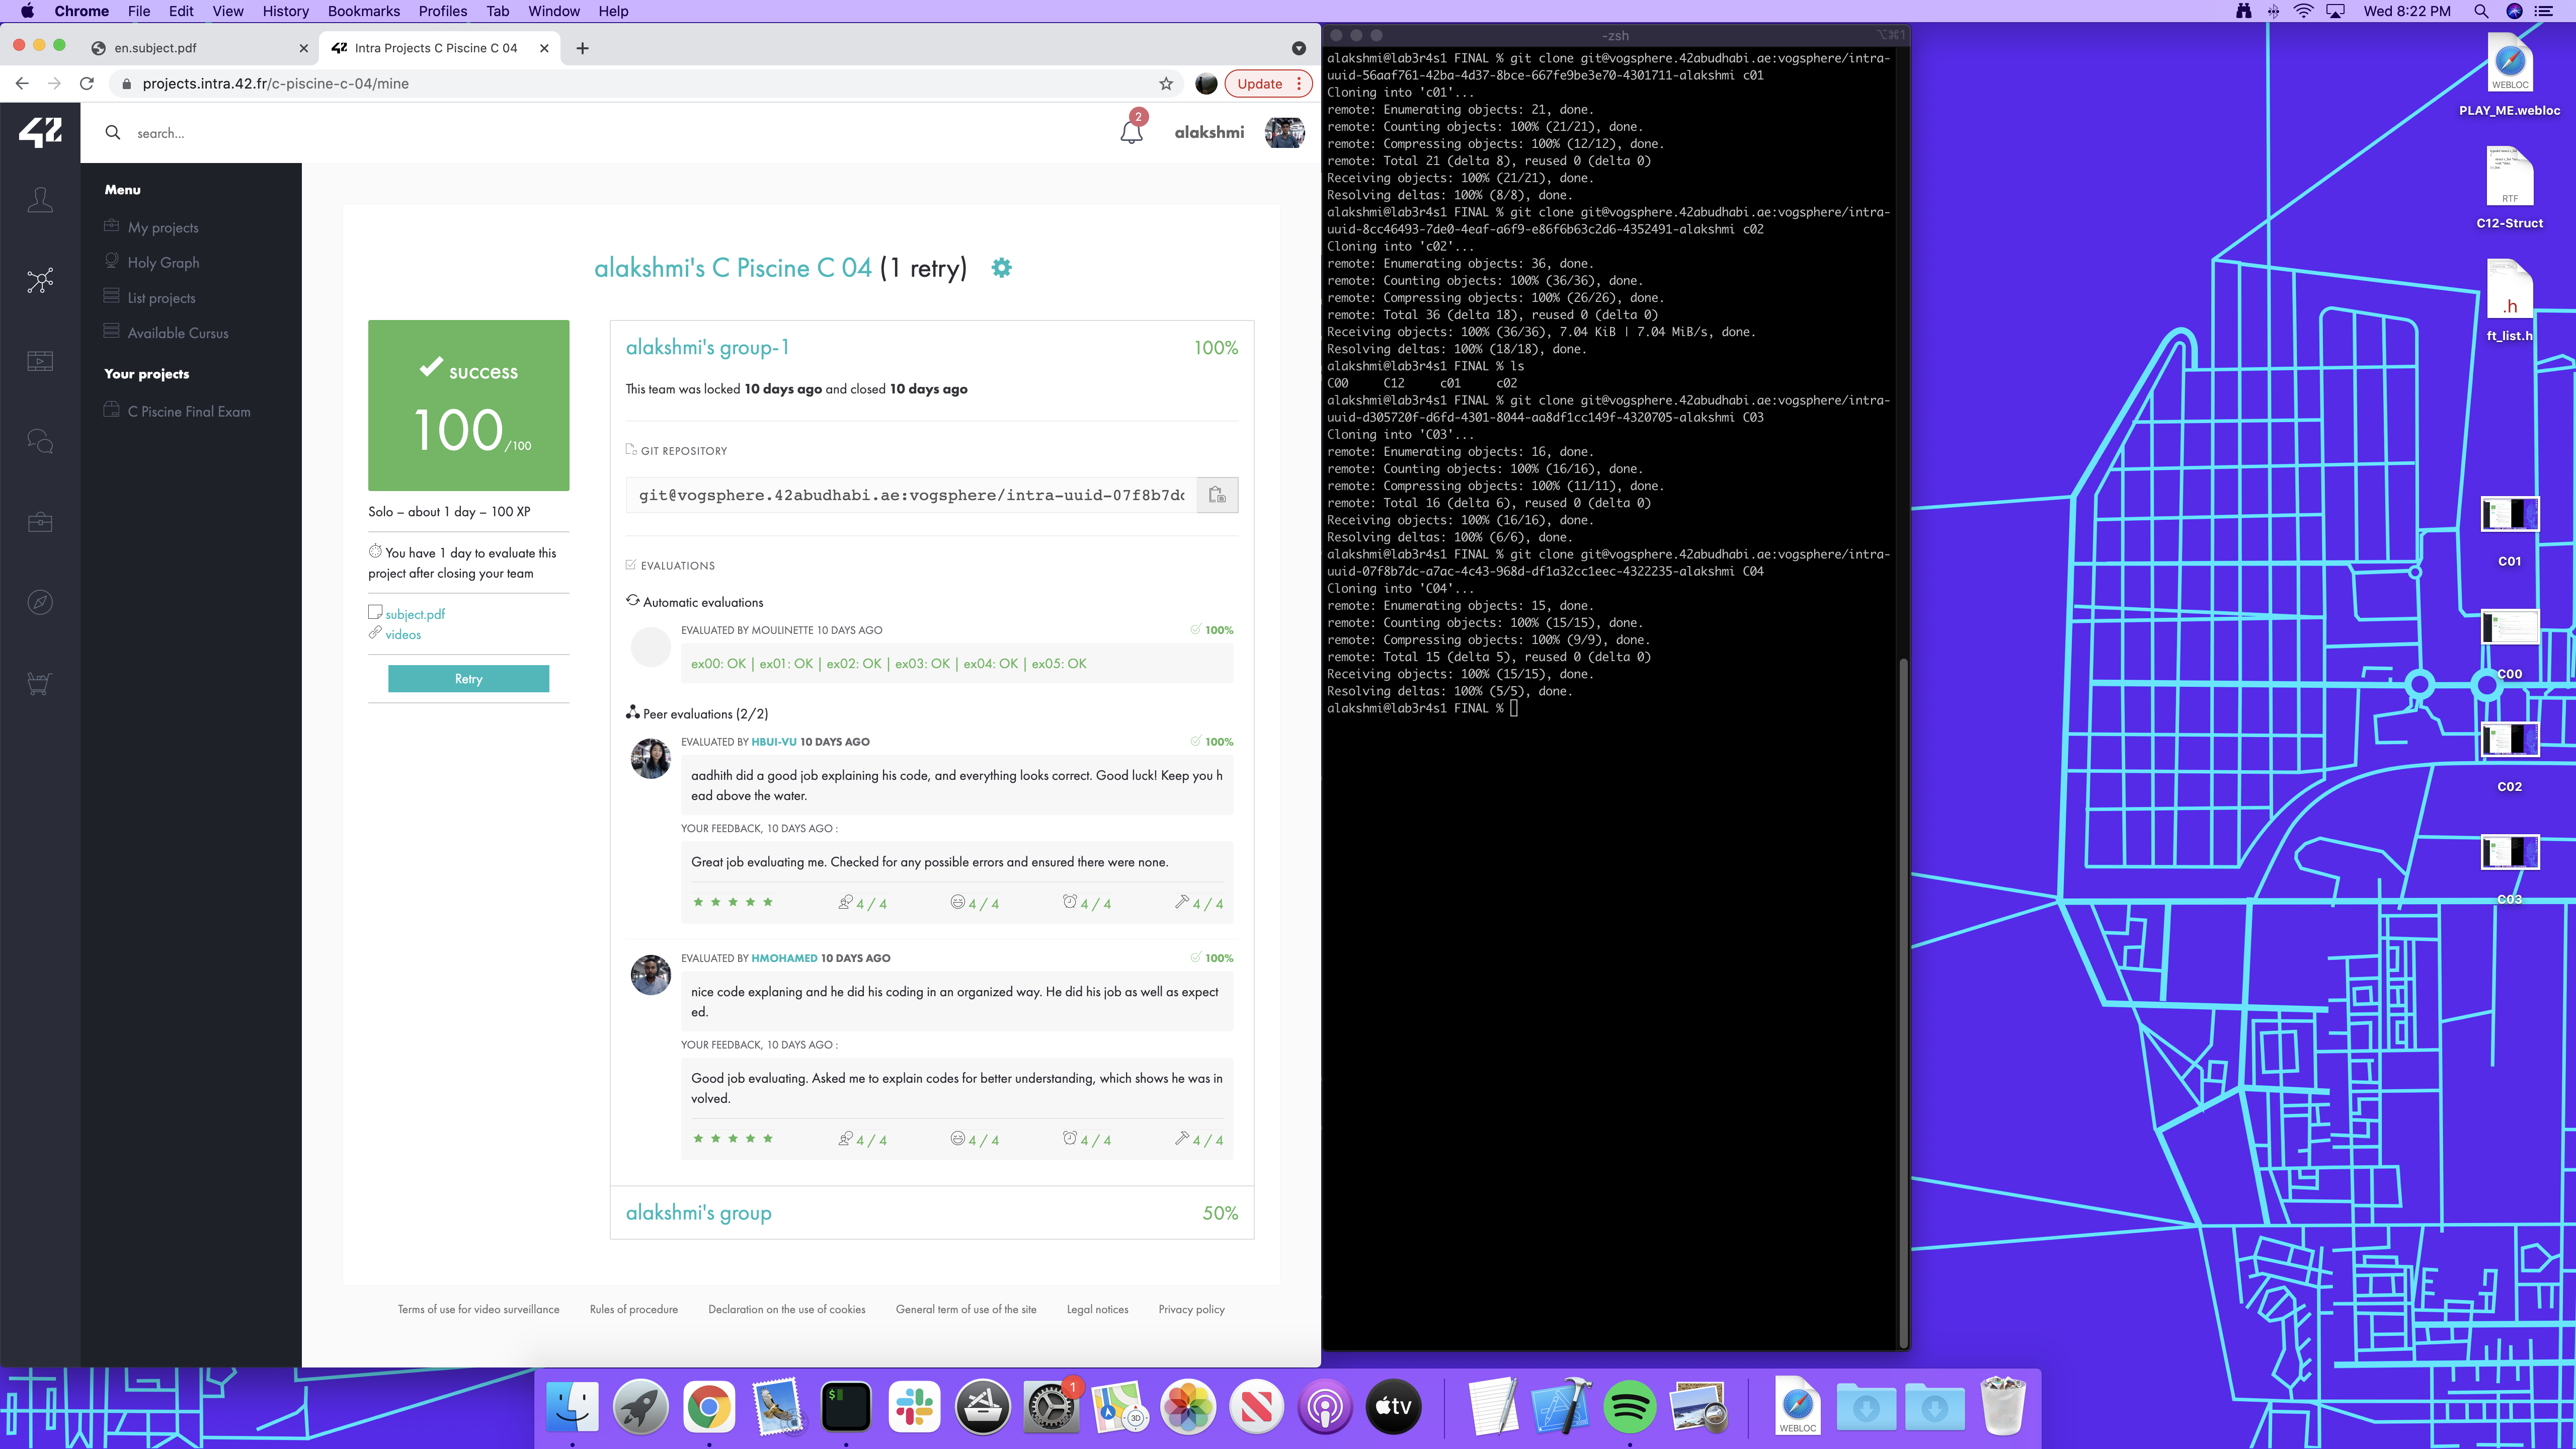 Chrome File Edit View History Bookmarks Profiles Tab Window Help
Wed 8:22 PM
en.subject.pdf
42 Intra Projects C Piscine C 04
projects.intra.42.fr/c-piscine-c-04/mine
Update
42
search...
2
alakshmi
Menu
My projects
Holy Graph
List projects
Available Cursus
Your projects
C Piscine Final Exam
alakshmi's C Piscine C 04 (1 retry)
success
100/100
Solo – about 1 day – 100 XP
You have 1 day to evaluate this
project after closing your team
subject.pdf
videos
Retry
alakshmi's group-1 100%
This team was locked 10 days ago and closed 10 days ago
GIT REPOSITORY
git@vogsphere.42abudhabi.ae:vogsphere/intra-uuid-07f8b7dc
EVALUATIONS
Automatic evaluations
EVALUATED BY MOULINETTE 10 DAYS AGO 100%
ex00: OK | ex01: OK | ex02: OK | ex03: OK | ex04: OK | ex05: OK
Peer evaluations (2/2)
EVALUATED BY HBUI-VU 10 DAYS AGO 100%
aadhith did a good job explaining his code, and everything looks correct. Good luck! Keep you h
ead above the water.
YOUR FEEDBACK, 10 DAYS AGO :
Great job evaluating me. Checked for any possible errors and ensured there were none.
4 / 4 4 / 4 4 / 4 4 / 4
EVALUATED BY HMOHAMED 10 DAYS AGO 100%
nice code explaning and he did his coding in an organized way. He did his job as well as expect
ed.
YOUR FEEDBACK, 10 DAYS AGO :
Good job evaluating. Asked me to explain codes for better understanding, which shows he was in
volved.
4 / 4 4 / 4 4 / 4 4 / 4
alakshmi's group 50%
Terms of use for video surveillance Rules of procedure Declaration on the use of cookies General term of use of the site Legal notices Privacy policy
-zsh
⌥⌘1
alakshmi@lab3r4s1 FINAL % git clone git@vogsphere.42abudhabi.ae:vogsphere/intra-
uuid-56aaf761-42ba-4d37-8bce-667fe9be3e70-4301711-alakshmi c01
Cloning into 'c01'...
remote: Enumerating objects: 21, done.
remote: Counting objects: 100% (21/21), done.
remote: Compressing objects: 100% (12/12), done.
remote: Total 21 (delta 8), reused 0 (delta 0)
Receiving objects: 100% (21/21), done.
Resolving deltas: 100% (8/8), done.
alakshmi@lab3r4s1 FINAL % git clone git@vogsphere.42abudhabi.ae:vogsphere/intra-
uuid-8cc46493-7de0-4eaf-a6f9-e86f6b63c2d6-4352491-alakshmi c02
Cloning into 'c02'...
remote: Enumerating objects: 36, done.
remote: Counting objects: 100% (36/36), done.
remote: Compressing objects: 100% (26/26), done.
remote: Total 36 (delta 18), reused 0 (delta 0)
Receiving objects: 100% (36/36), 7.04 KiB | 7.04 MiB/s, done.
Resolving deltas: 100% (18/18), done.
alakshmi@lab3r4s1 FINAL % ls
C00 C12 c01 c02
alakshmi@lab3r4s1 FINAL % git clone git@vogsphere.42abudhabi.ae:vogsphere/intra-
uuid-d305720f-d6fd-4301-8044-aa8df1cc149f-4320705-alakshmi C03
Cloning into 'C03'...
remote: Enumerating objects: 16, done.
remote: Counting objects: 100% (16/16), done.
remote: Compressing objects: 100% (11/11), done.
remote: Total 16 (delta 6), reused 0 (delta 0)
Receiving objects: 100% (16/16), done.
Resolving deltas: 100% (6/6), done.
alakshmi@lab3r4s1 FINAL % git clone git@vogsphere.42abudhabi.ae:vogsphere/intra-
uuid-07f8b7dc-a7ac-4c43-968d-df1a32cc1eec-4322235-alakshmi C04
Cloning into 'C04'...
remote: Enumerating objects: 15, done.
remote: Counting objects: 100% (15/15), done.
remote: Compressing objects: 100% (9/9), done.
remote: Total 15 (delta 5), reused 0 (delta 0)
Receiving objects: 100% (15/15), done.
Resolving deltas: 100% (5/5), done.
alakshmi@lab3r4s1 FINAL %
WEBLOC
PLAY_ME.webloc
RTF
C12-Struct
.h
ft_list.h
C01
C00
C02
C03
$
1
3D
tv
WEBLOC